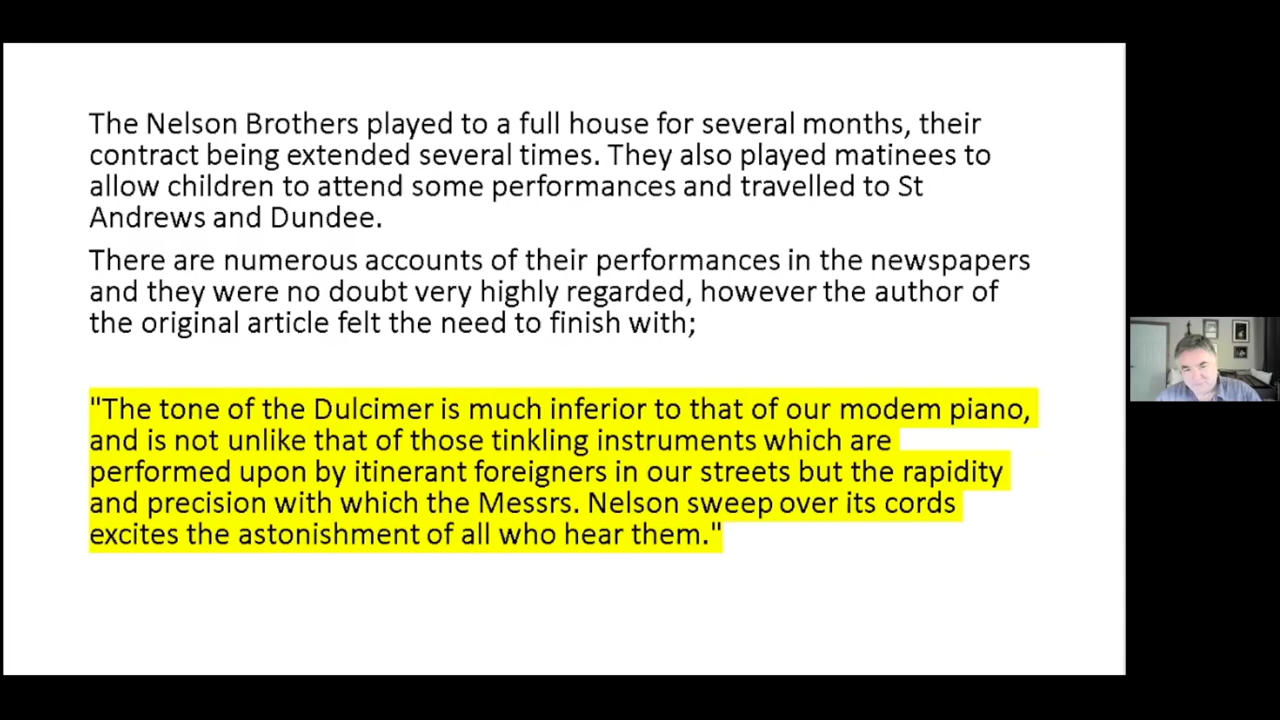 The Nelson Brothers played to a full house for several months, their
contract being extended several times. They also played matinees to
allow children to attend some performances and travelled to St
Andrews and Dundee.
There are numerous accounts of their performances in the newspapers
and they were no doubt very highly regarded, however the author of
the original article felt the need to finish with;
"The tone of the Dulcimer is much inferior to that of our modem piano,
and is not unlike that of those tinkling instruments which are
performed upon by itinerant foreigners in our streets but the rapidity
and precision with which the Messrs. Nelson sweep over its cords
excites the astonishment of all who hear them."